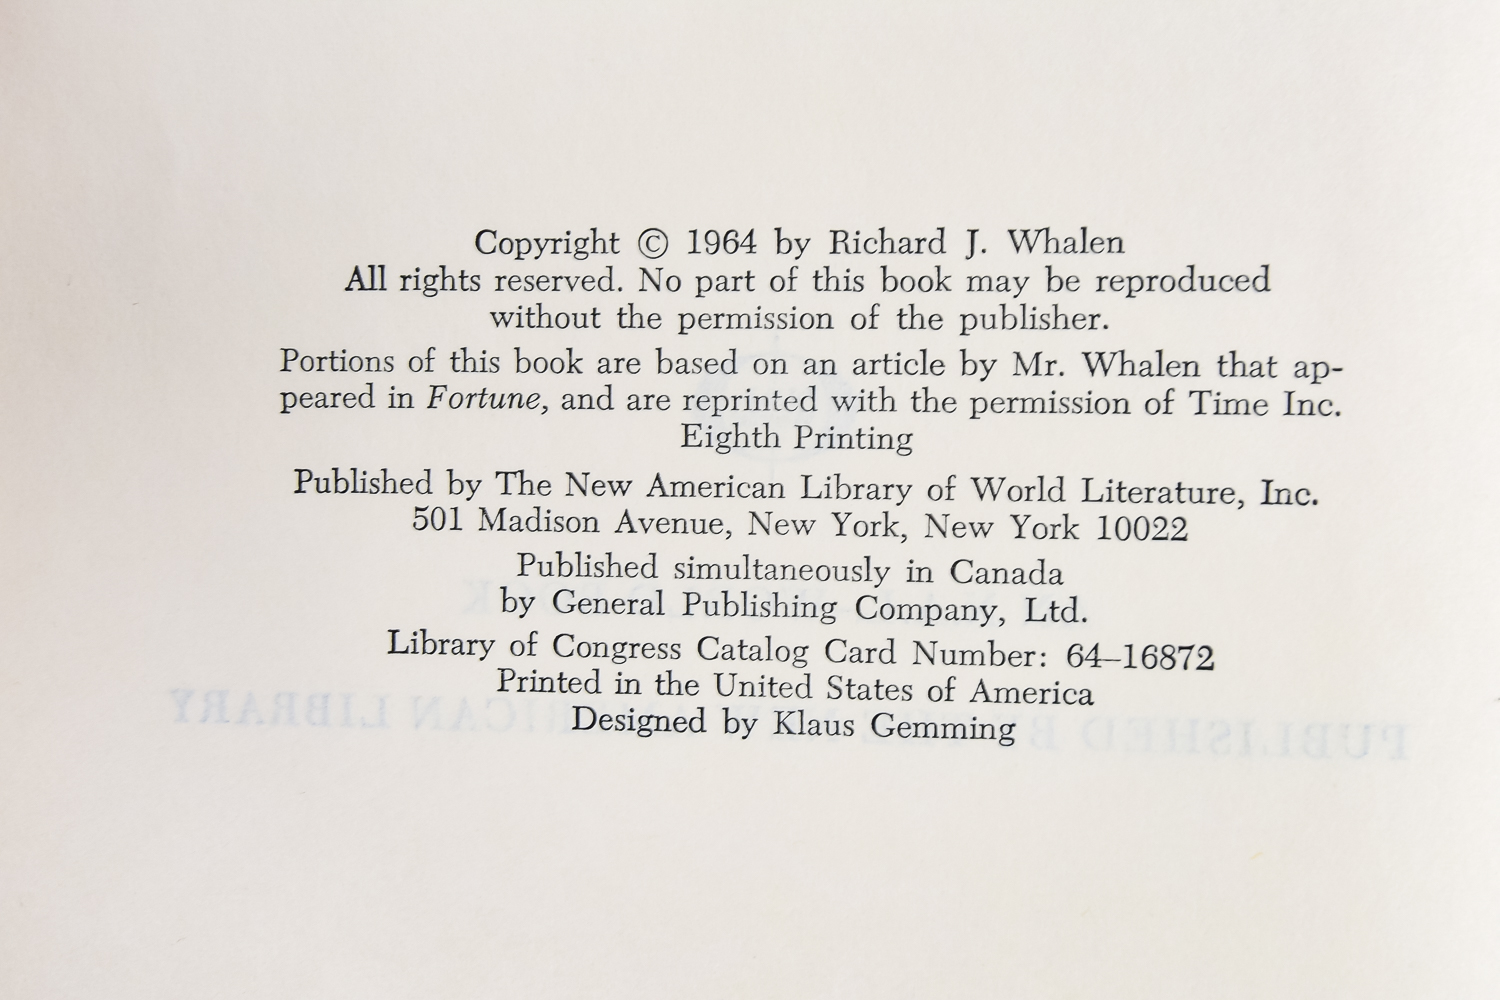 Copyright © 1964 by Richard J. Whalen
All rights reserved. No part of this book may be reproduced
without the permission of the publisher.
Portions of this book are based on an article by Mr. Whalen that ap-
peared in Fortune, and are reprinted with the permission of Time Inc.
Eighth Printing
Published by The New American Library of World Literature, Inc.
501 Madison Avenue, New York, New York 10022
Published simultaneously in Canada
by General Publishing Company, Ltd.
Library of Congress Catalog Card Number: 64–16872
Printed in the United States of America
Designed by Klaus Gemming